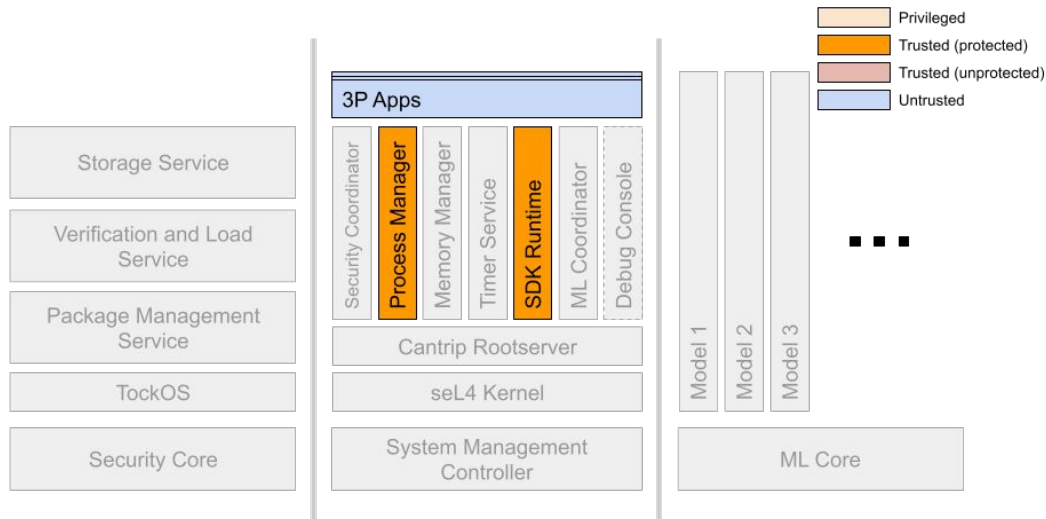 Privileged
Trusted (protected)
Trusted (unprotected)
Untrusted
Storage Service
Verification and Load
Service
Package Management
Service
TockOS
Security Core
3P Apps
Security Coordinator
Process Manager
Memory Manager
Timer Service
SDK Runtime
ML Coordinator
Debug Console
Cantrip Rootserver
seL4 Kernel
System Management
Controller
Model 1
Model 2
Model 3
ML Core